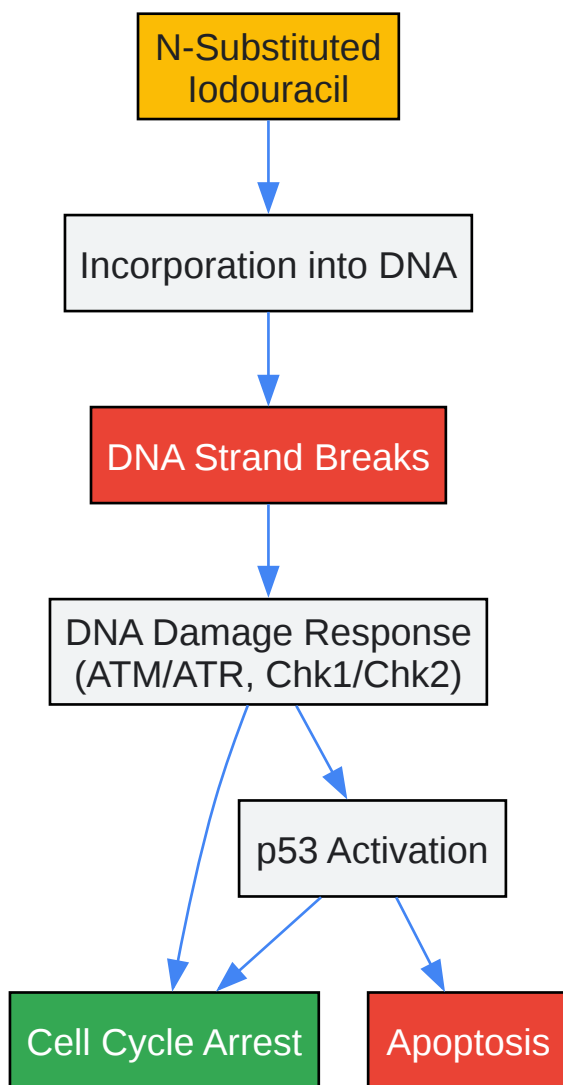 N-Substituted
Iodouracil
Incorporation into DNA
DNA Strand Breaks
DNA Damage Response
(ATM/ATR, Chk1/Chk2)
p53 Activation
Cell Cycle Arrest
Apoptosis